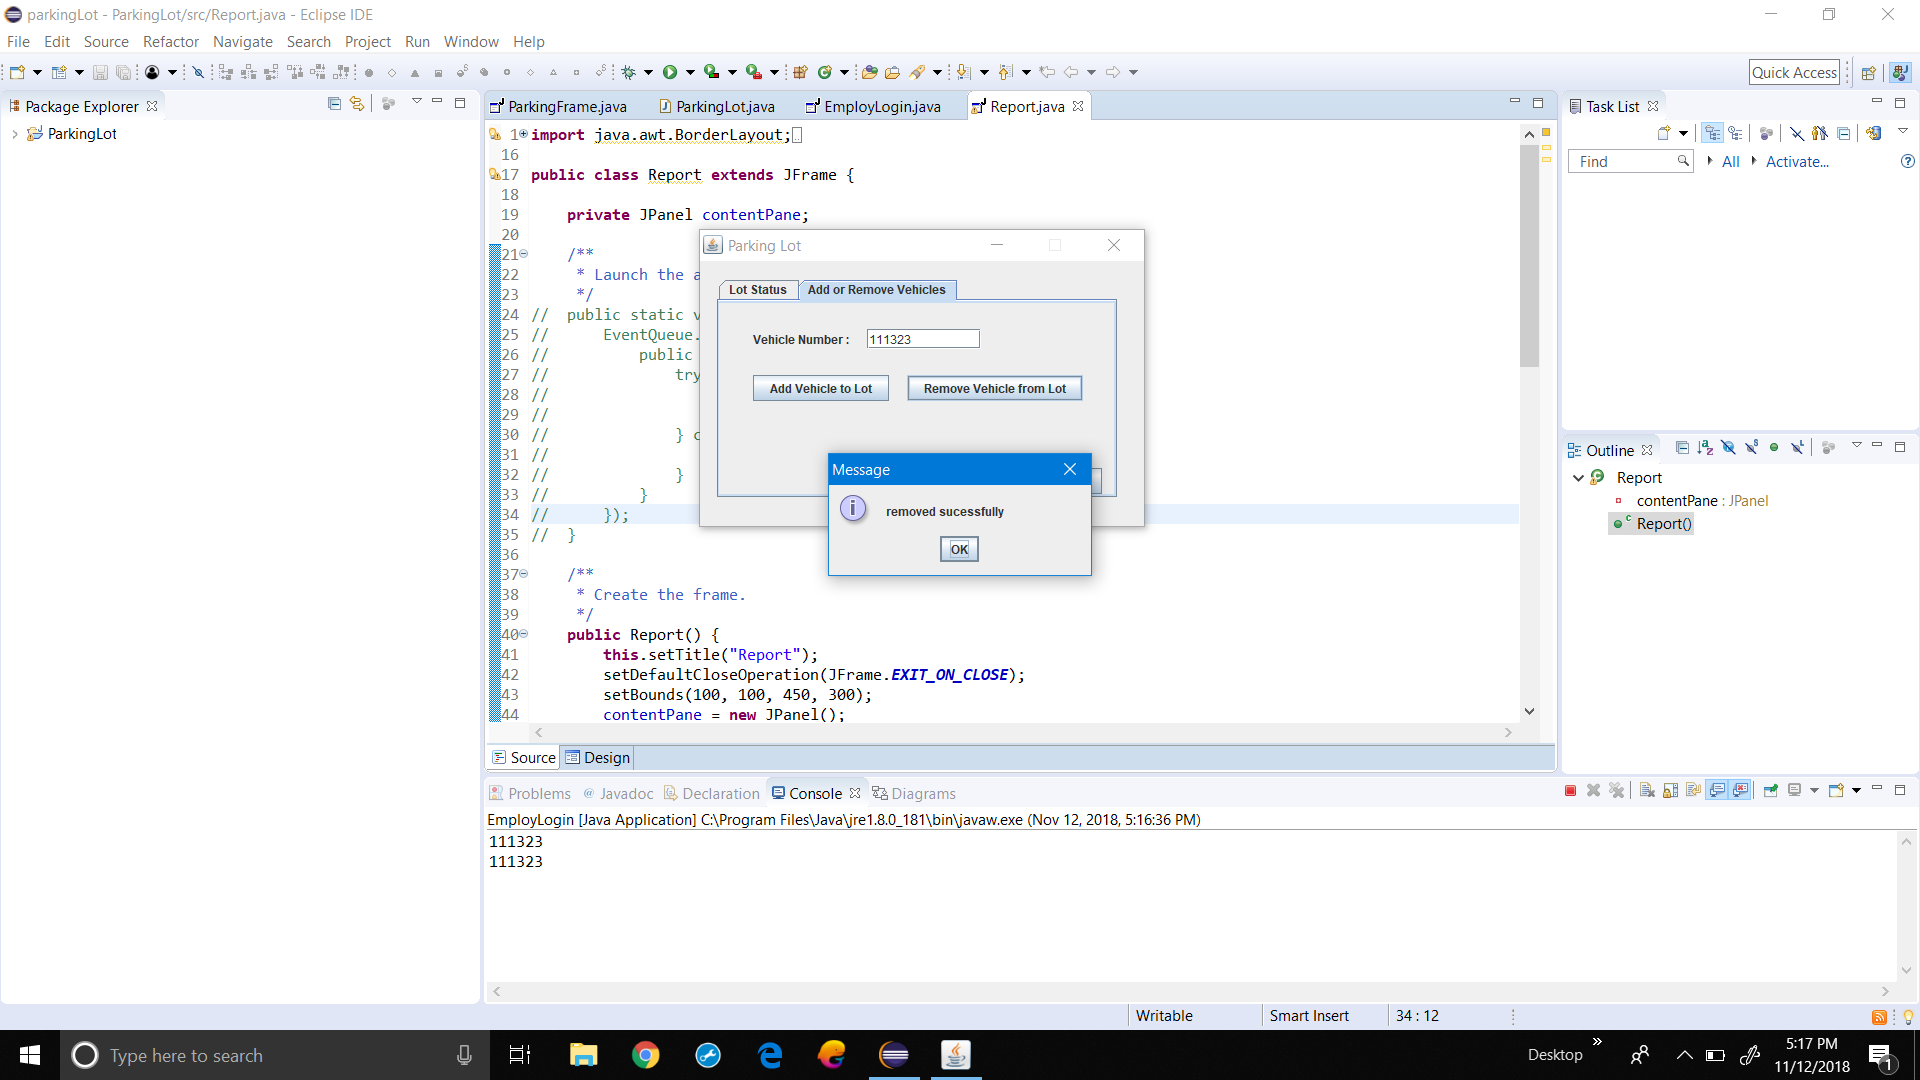 parkingLot - ParkingLot/src/Report.java - Eclipse IDE
File Edit Source Refactor Navigate Search Project Run Window Help
Quick Access
Package Explorer
ParkingLot
ParkingFrame.java ParkingLot.java EmployLogin.java Report.java
1 import java.awt.BorderLayout;
16
17 public class Report extends JFrame {
18
19 private JPanel contentPane;
20
21 /**
22 * Launch the a
23 */
24 // public static v
25 // EventQueue.
26 // public
27 // try
28 //
29 //
30 // } c
31 //
32 // }
33 // }
34 // });
35 // }
36
37 /**
38 * Create the frame.
39 */
40 public Report() {
41 this.setTitle("Report");
42 setDefaultCloseOperation(JFrame.EXIT_ON_CLOSE);
43 setBounds(100, 100, 450, 300);
44 contentPane = new JPanel();
Source Design
Parking Lot
Lot Status Add or Remove Vehicles
Vehicle Number : 111323
Add Vehicle to Lot Remove Vehicle from Lot
Message
removed sucessfully
OK
Task List
Find All Activate...
Outline
Report
contentPane : JPanel
Report()
Problems @ Javadoc Declaration Console Diagrams
EmployLogin [Java Application] C:\Program Files\Java\jre1.8.0_181\bin\javaw.exe (Nov 12, 2018, 5:16:36 PM)
111323
111323
Writable Smart Insert 34 : 12
Type here to search
Desktop
5:17 PM
11/12/2018
1